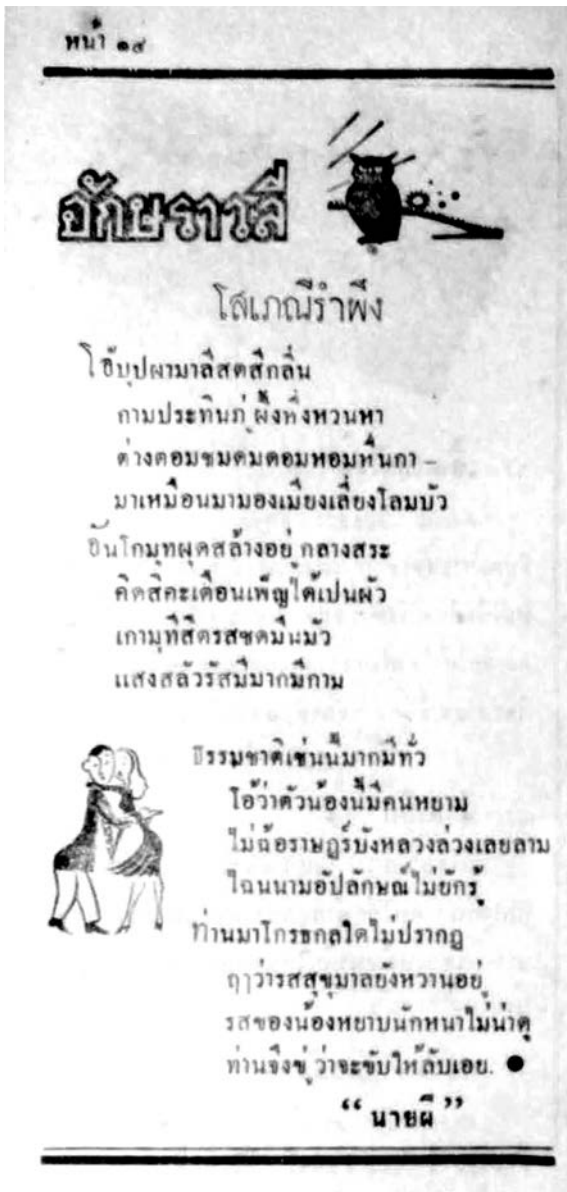 หน้า ๑๙
อักษราวลี
โสเภณีรำพึง
โอ้บุปผามาลีสดสีกลิ่น
กามประทินภู่ผึ้งหึ่งหวนหา
ต่างตอมชมดมดอมหอมหื่นกา –
มาเหมือนมามองเมียงเลี่ยงโลมบัว
อันโกมุทผุดสล้างอยู่กลางสระ
คิดสิคะเดือนเพ็ญได้เปนผัว
เกามุทีสีตรสชดมืนมัว
แสงสลัวรัสมีมากมีกาม
ธรรมชาติเช่นนี้มากมีทั่ว
โอ้ว่าตัวน้องนี้มีคนหยาม
ไม่ฉ้อราษฎร์บังหลวงล่วงเลยลาม
ไฉนนามอัปลักษณ์ไม่ยักรู้
ท่านมาโกรธกลใดไม่ปรากฏ
ฤๅว่ารสสุขุมาลยังหวานอยู่
รสของน้องหยาบนักหนาไม่น่าดู
ท่านจึงขู่ว่าจะขับให้ลับเอย. ●
“ นายผี ”